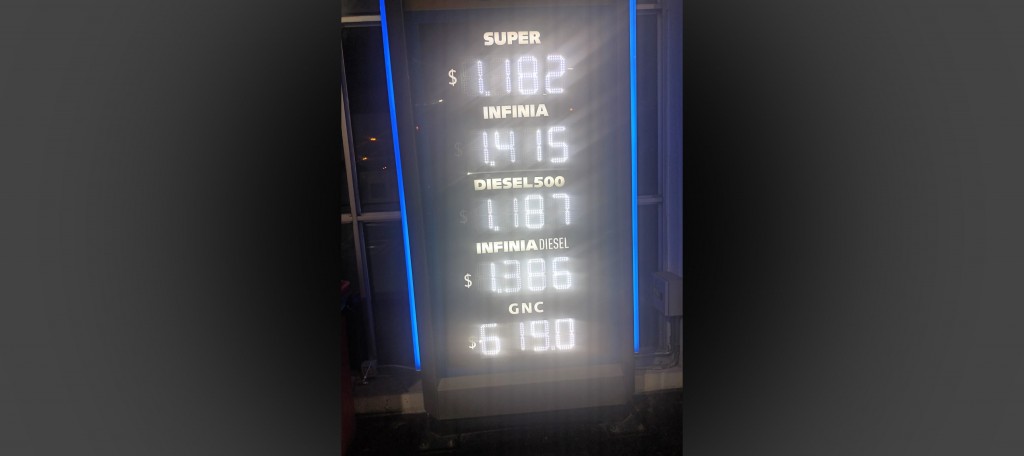 SUPER
$ 1.182
INFINIA
$ 1.415
DIESEL500
$ 1.187
INFINIA DIESEL
$ 1.386
GNC
$ 619.0